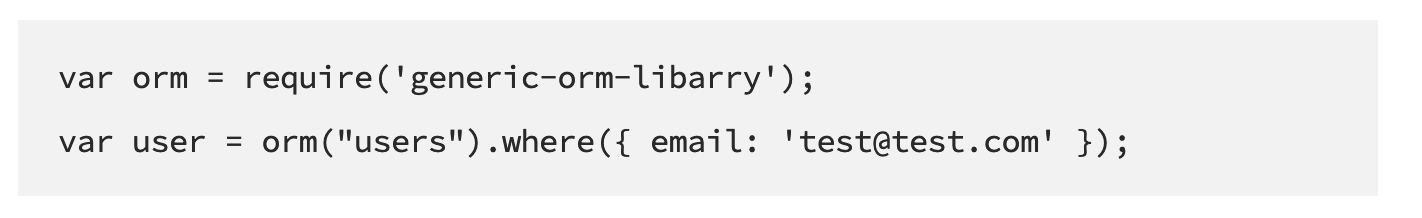 var orm = require('generic-orm-libarry');
var user = orm("users").where({ email: 'test@test.com' });